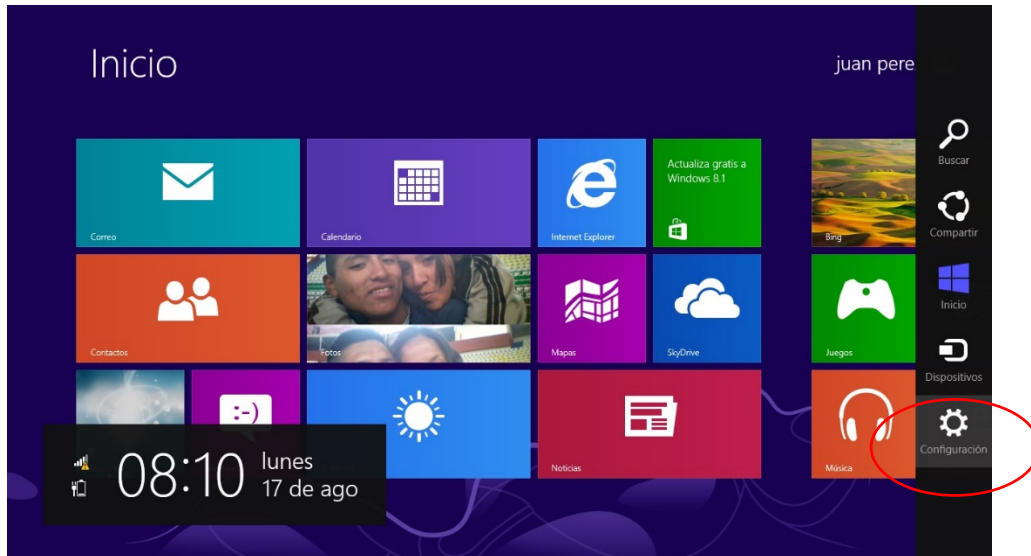 Inicio
juan pere
Buscar
Compartir
Inicio
Dispositivos
Configuración
Correo
Calendario
Internet Explorer
Actualiza gratis a
Windows 8.1
Bing
Contactos
Fotos
Mapas
SkyDrive
Juegos
:-)
Noticias
Música
08:10
lunes
17 de ago